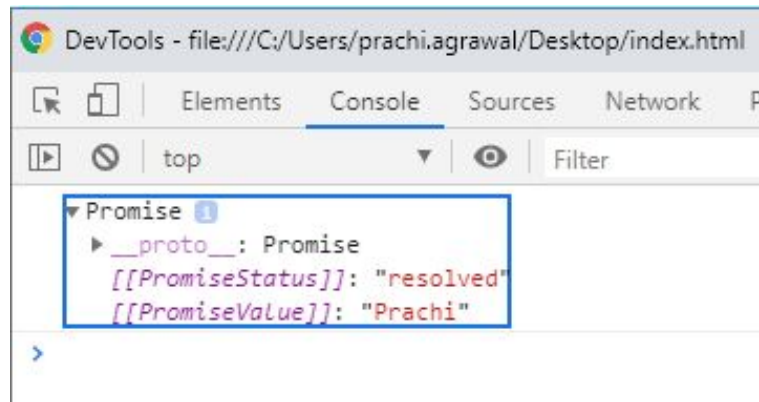 DevTools - file:///C:/Users/prachi.agrawal/Desktop/index.html
Elements Console Sources Network P
top ▼ Filter
▼Promise i
▶__proto__: Promise
[[PromiseStatus]]: "resolved"
[[PromiseValue]]: "Prachi"
>